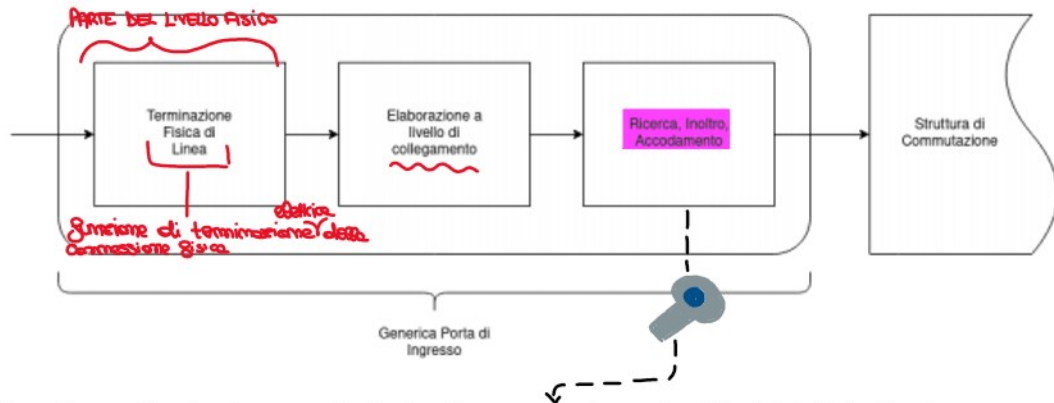 PARTE DEL LIVELLO FISICO
Terminazione
Fisica di
Linea
Elaborazione a
livello di
collegamento
Ricerca, Inoltro,
Accodamento
Struttura di
Commutazione
funzione di terminazione elettrica della
connessione fisica
Generica Porta di
Ingresso